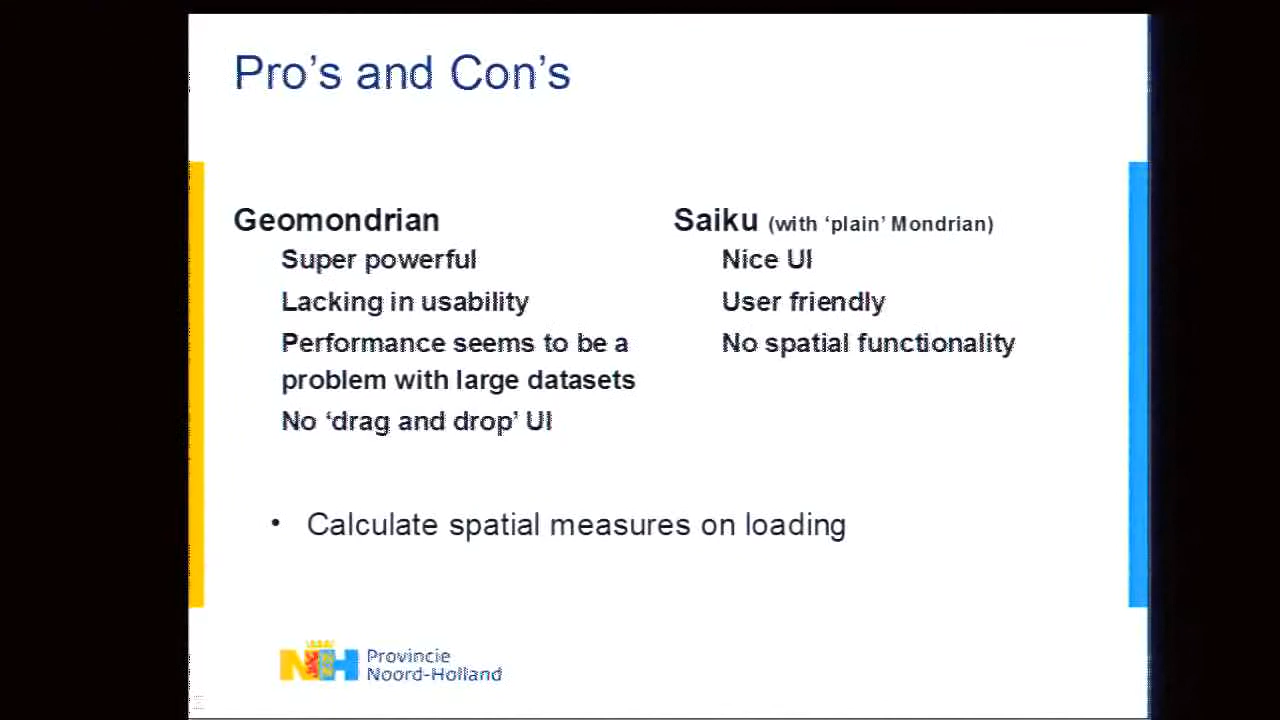 Pro’s and Con’s
Geomondrian
Super powerful
Lacking in usability
Performance seems to be a
problem with large datasets
No ‘drag and drop’ UI
Saiku (with ‘plain’ Mondrian)
Nice UI
User friendly
No spatial functionality
• Calculate spatial measures on loading
NH
Provincie
Noord-Holland